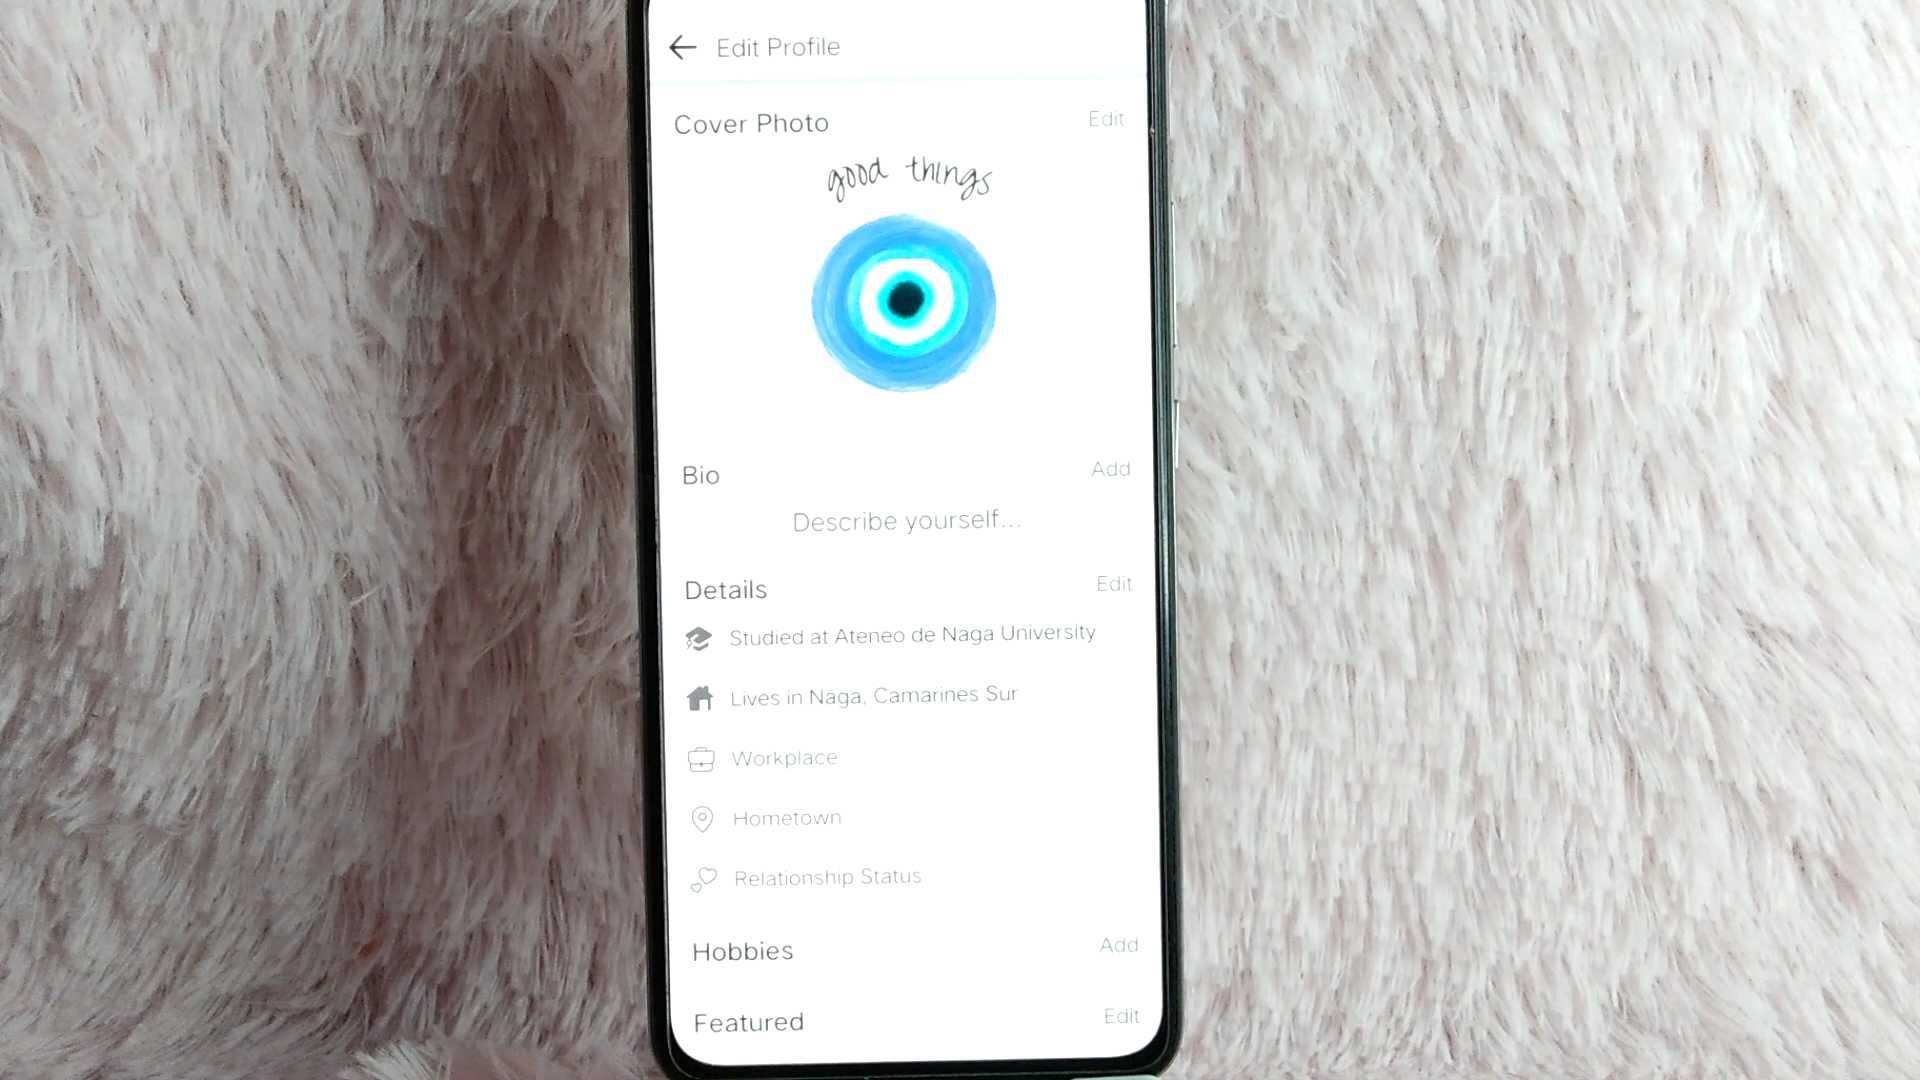 Edit Profile
Cover Photo Edit
good things
Bio Add
Describe yourself...
Details Edit
Studied at Ateneo de Naga University
Lives in Naga, Camarines Sur
Workplace
Hometown
Relationship Status
Hobbies Add
Featured Edit